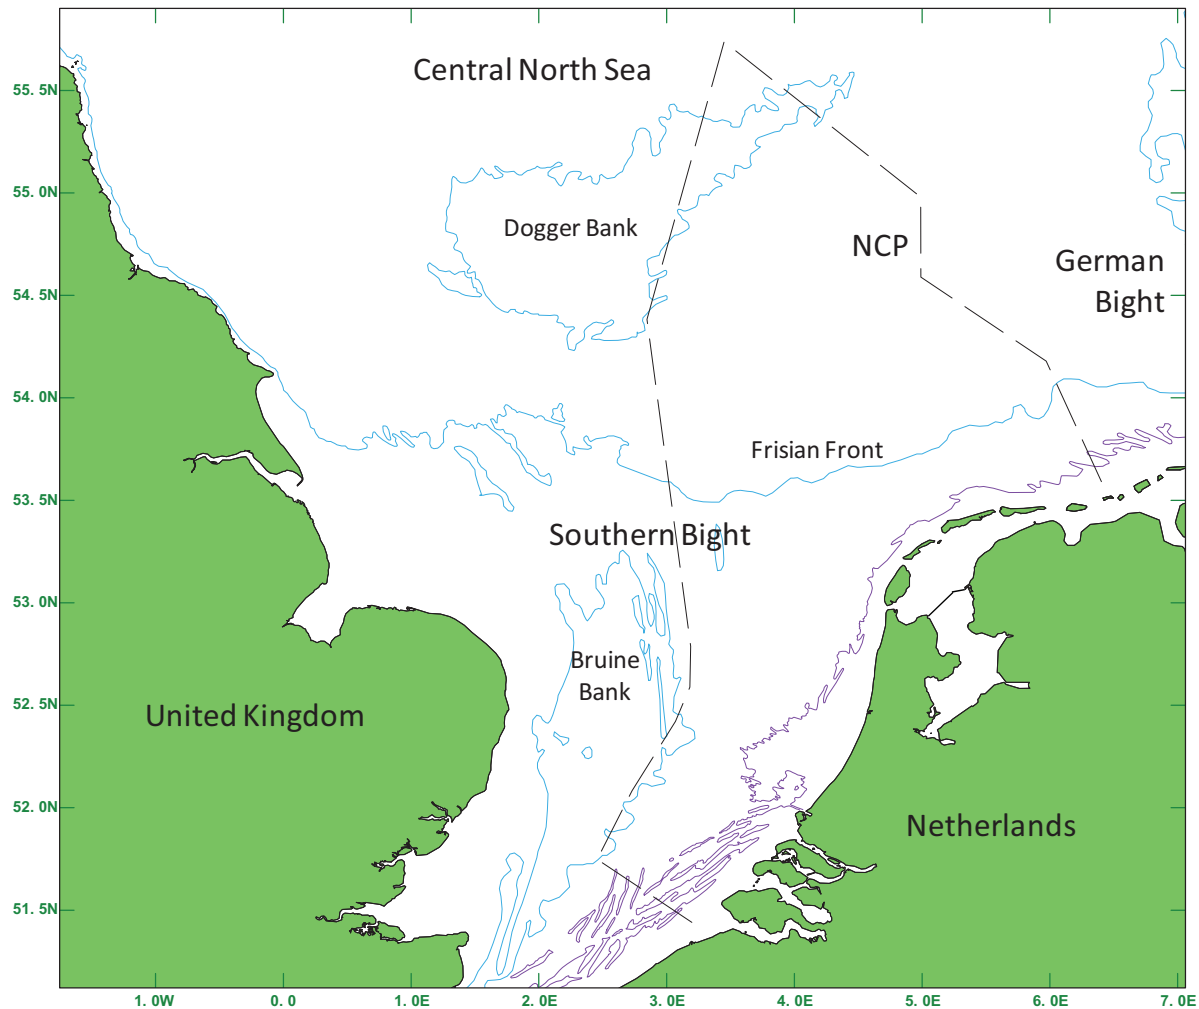 Central North Sea
55. 5N
55. 0N
Dogger Bank
NCP
German
Bight
54. 5N
54. 0N
Frisian Front
53. 5N
Southern Bight
53. 0N
Bruine
Bank
52. 5N
United Kingdom
52. 0N
Netherlands
51. 5N
1. 0W
0. 0
1. 0E
2. 0E
3. 0E
4. 0E
5. 0E
6. 0E
7. 0E